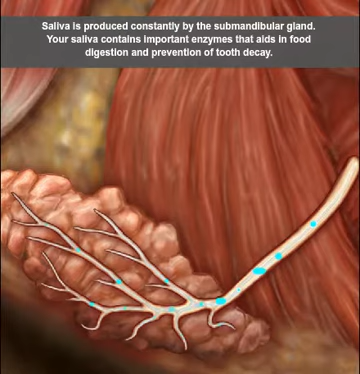 Saliva is produced constantly by the submandibular gland.
Your saliva contains important enzymes that aids in food
digestion and prevention of tooth decay.